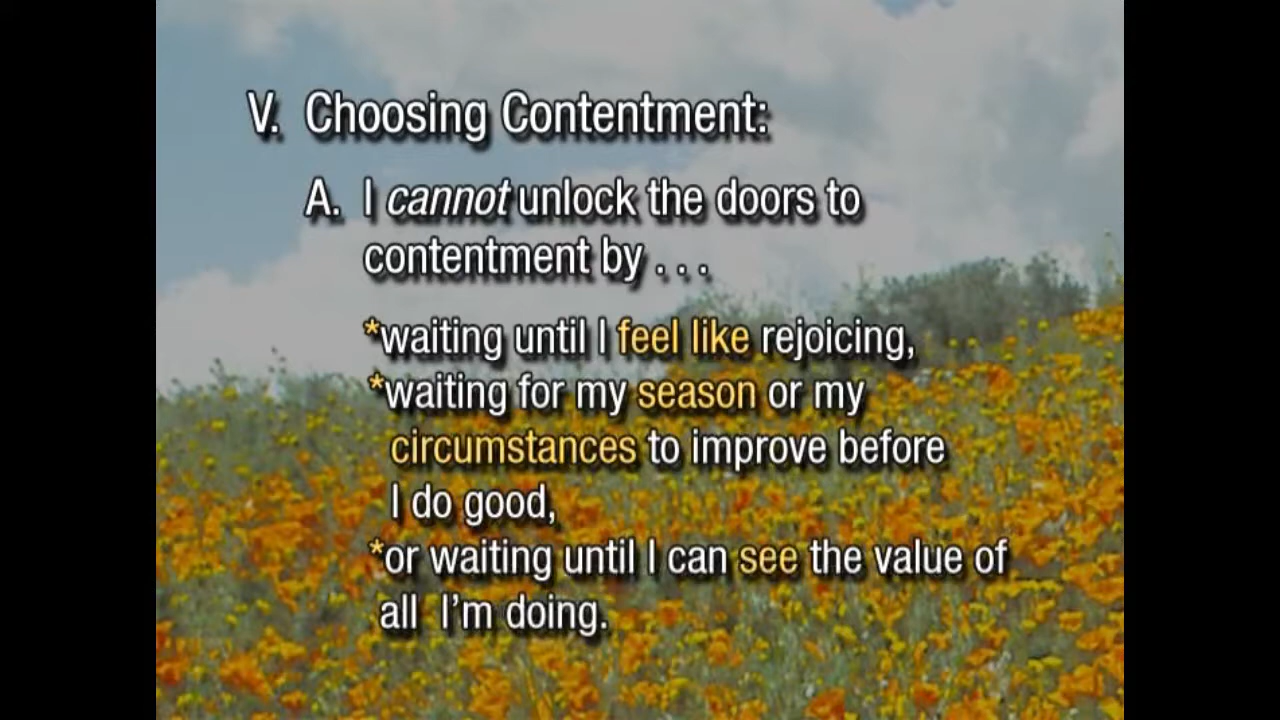 V. Choosing Contentment:
A. I cannot unlock the doors to
contentment by . . .
*waiting until I feel like rejoicing,
*waiting for my season or my
circumstances to improve before
I do good,
*or waiting until I can see the value of
all I'm doing.